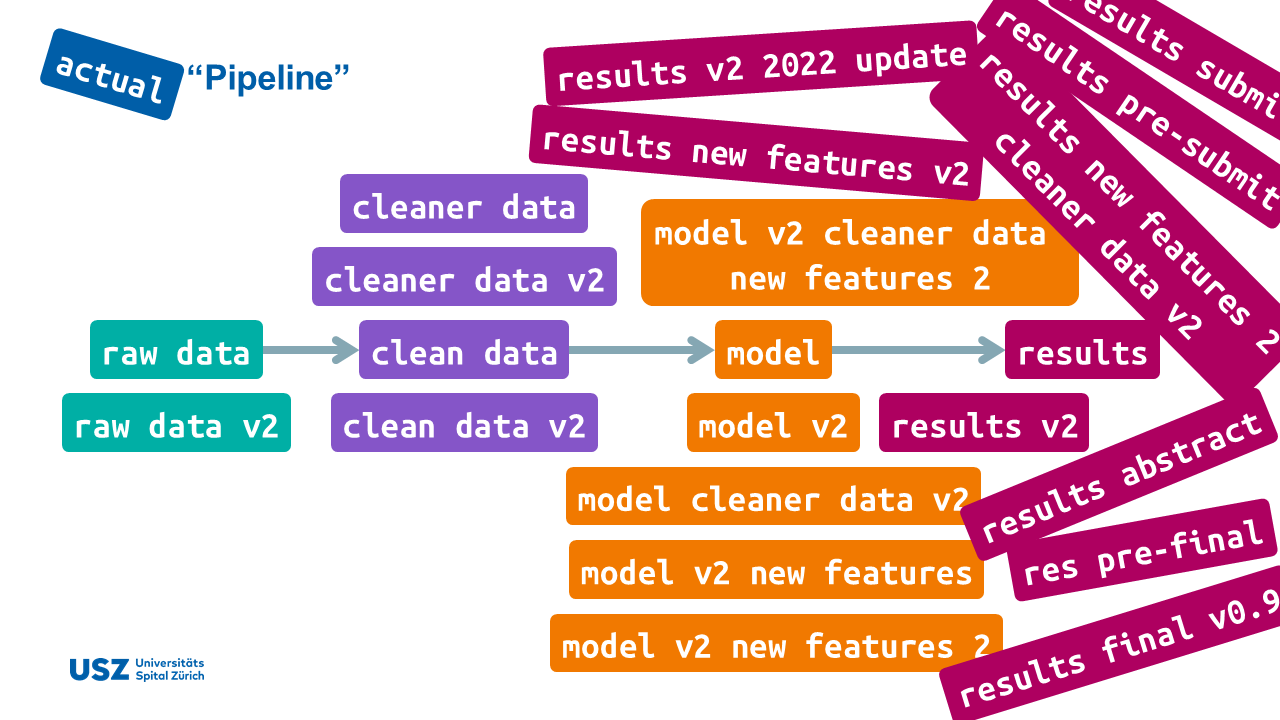 actual “Pipeline”
results submi
results pre-submit
results v2 2022 update
results new features 2
cleaner data v2
results new features v2
cleaner data
model v2 cleaner data
new features 2
cleaner data v2
raw data
clean data
model
results
raw data v2
clean data v2
model v2
results v2
results abstract
model cleaner data v2
res pre-final
model v2 new features
results final v0.9
model v2 new features 2
USZ Universitäts
Spital Zürich